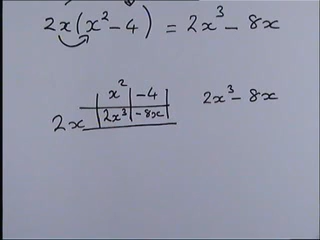 2x(x² - 4) = 2x³ - 8x
x² | -4
2x | 2x³ | -8x
2x³ - 8x